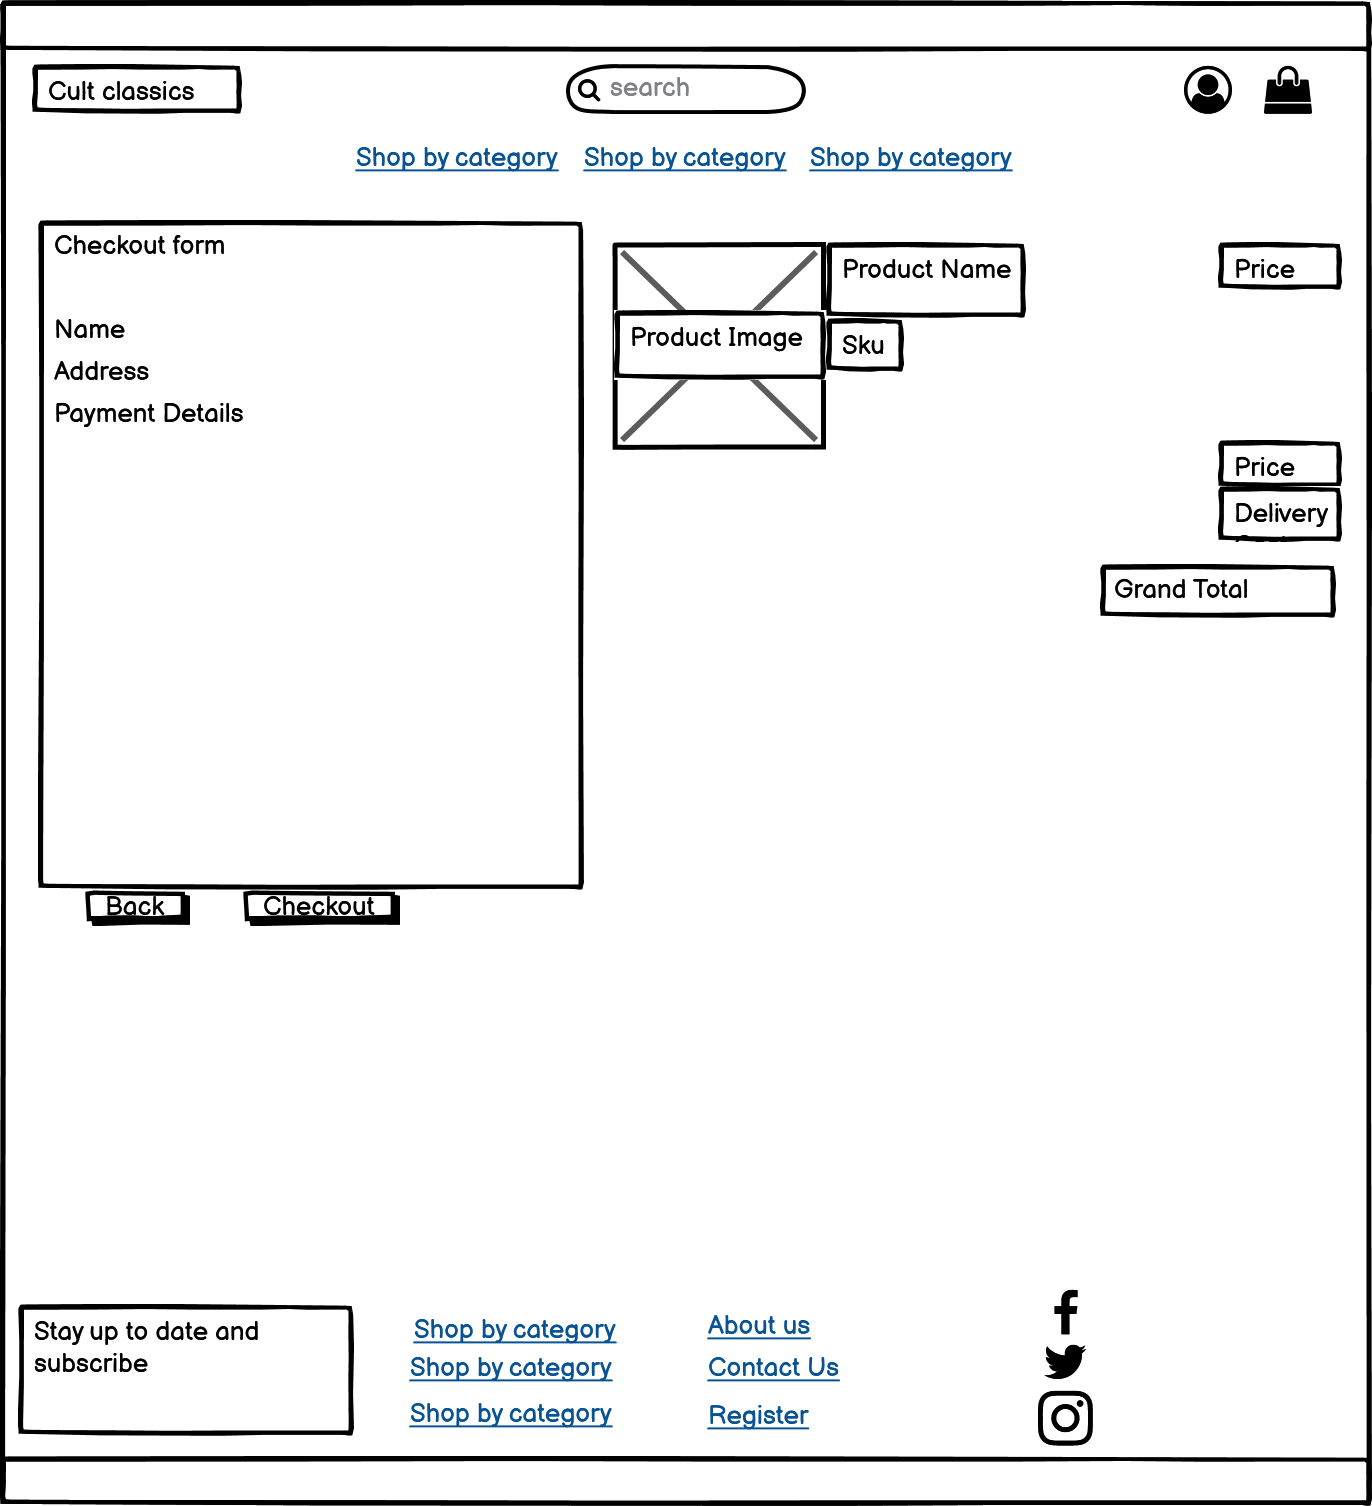 Cult classics
search
Shop by category Shop by category Shop by category
Checkout form
Name
Address
Payment Details
Product Image
Product Name
Sku
Price
Price
Delivery
Grand Total
Back
Checkout
Stay up to date and
subscribe
Shop by category
Shop by category
Shop by category
About us
Contact Us
Register